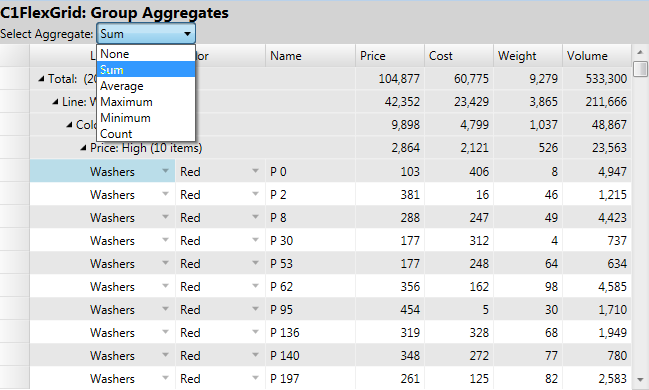 C1FlexGrid: Group Aggregates
Select Aggregate: Sum
None
Sum
Average
Maximum
Minimum
Count
L lor Name Price Cost Weight Volume
Total: (20 104,877 60,775 9,279 533,300
Line: W 42,352 23,429 3,865 211,666
Colo 9,898 4,799 1,037 48,867
Price: High (10 items) 2,864 2,121 526 23,563
Washers Red P 0 103 406 8 4,947
Washers Red P 2 381 16 46 1,215
Washers Red P 8 288 247 49 4,423
Washers Red P 30 177 312 4 737
Washers Red P 53 177 248 64 634
Washers Red P 62 356 162 98 4,585
Washers Red P 95 454 5 30 1,710
Washers Red P 136 319 328 68 1,949
Washers Red P 140 348 272 77 780
Washers Red P 197 261 125 82 2,583